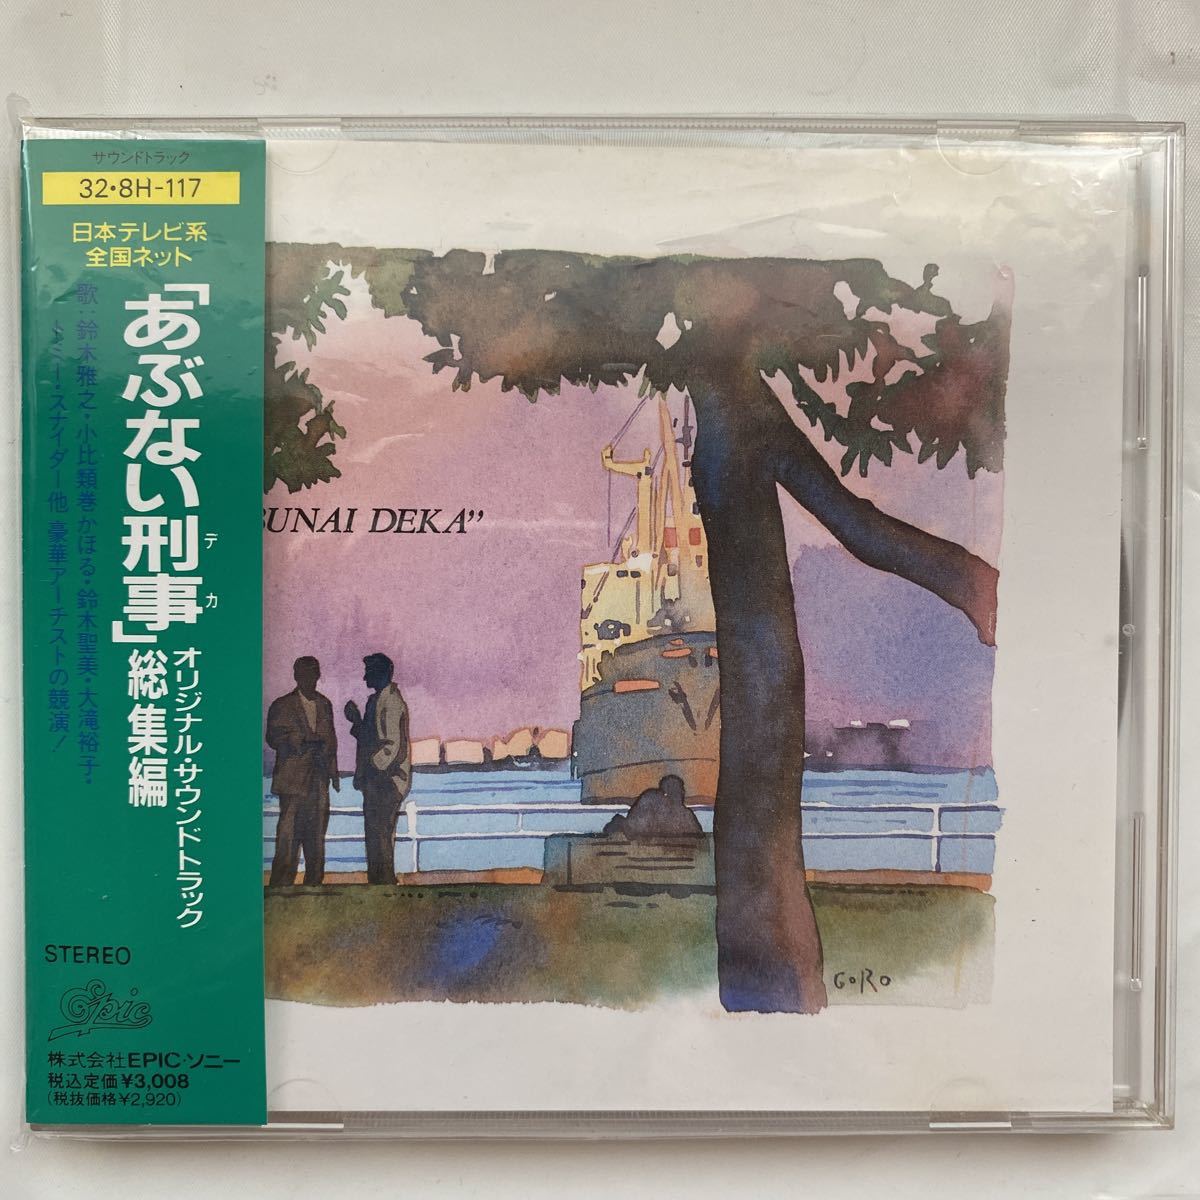 サウンドトラック
32・8H-117
日本テレビ系
全国ネット
「あぶない刑事」総集編
デカ
オリジナル・サウンドトラック
歌:鈴木雅之・小比類巻かほる・鈴木聖美・大滝裕子・
トミー・スナイダー他 豪華アーチストの競演!
STEREO
Epic
株式会社EPIC・ソニー
税込定価¥3,008
(税抜価格¥2,920)
BUNAI DEKA”
GORO